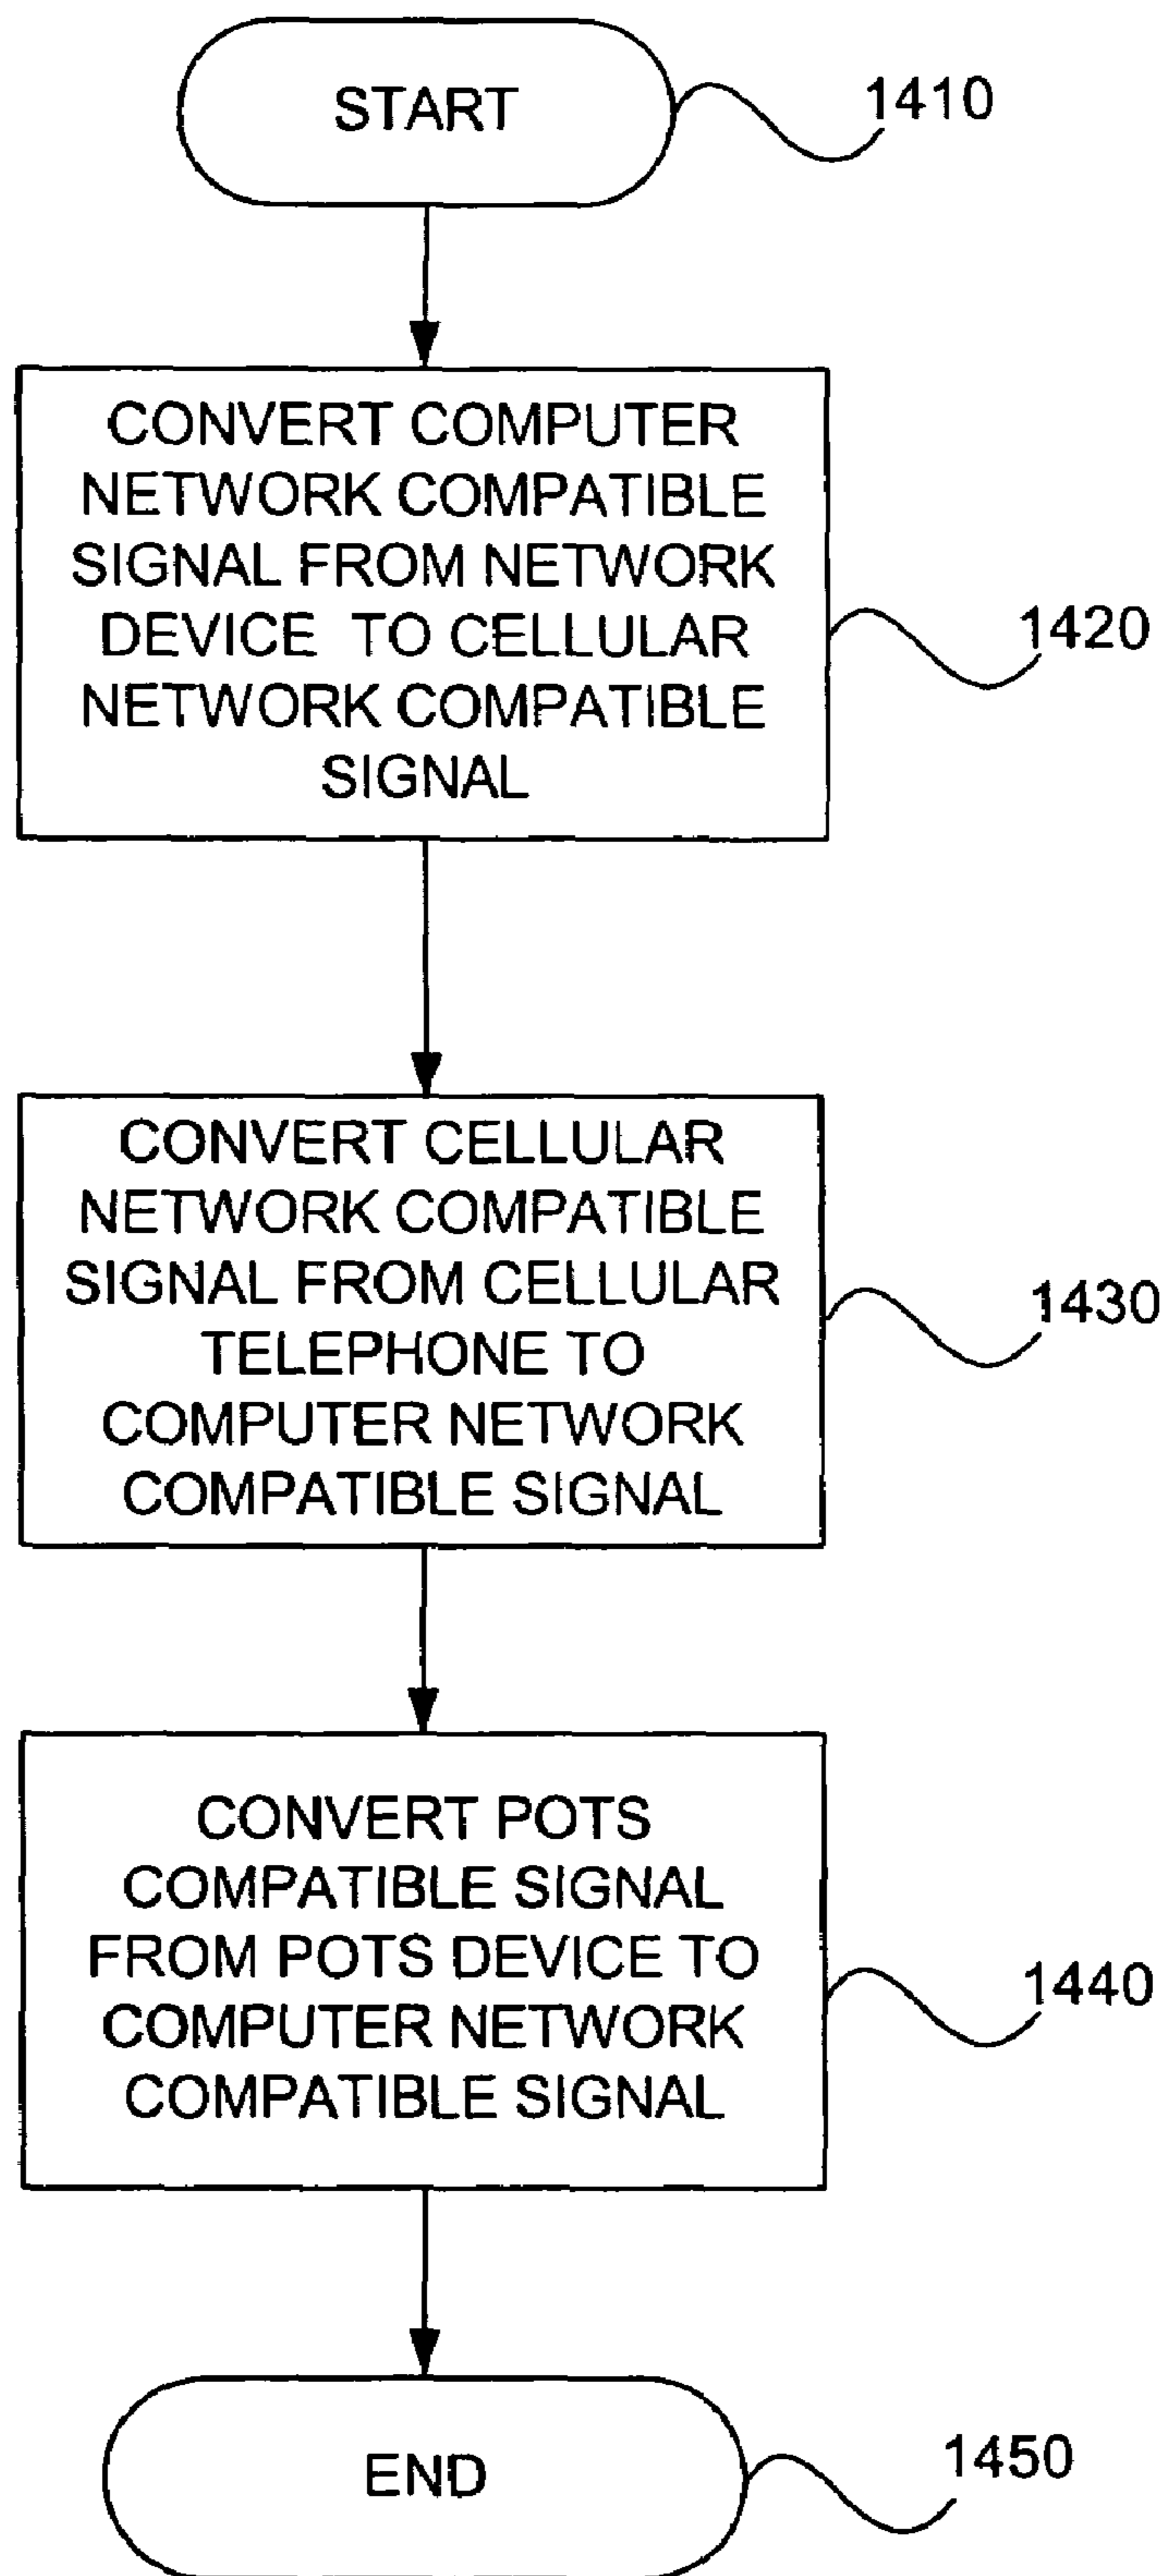 START
1410
CONVERT COMPUTER
NETWORK COMPATIBLE
SIGNAL FROM NETWORK
DEVICE TO CELLULAR
NETWORK COMPATIBLE
SIGNAL
1420
CONVERT CELLULAR
NETWORK COMPATIBLE
SIGNAL FROM CELLULAR
TELEPHONE TO
COMPUTER NETWORK
COMPATIBLE SIGNAL
1430
CONVERT POTS
COMPATIBLE SIGNAL
FROM POTS DEVICE TO
COMPUTER NETWORK
COMPATIBLE SIGNAL
1440
END
1450